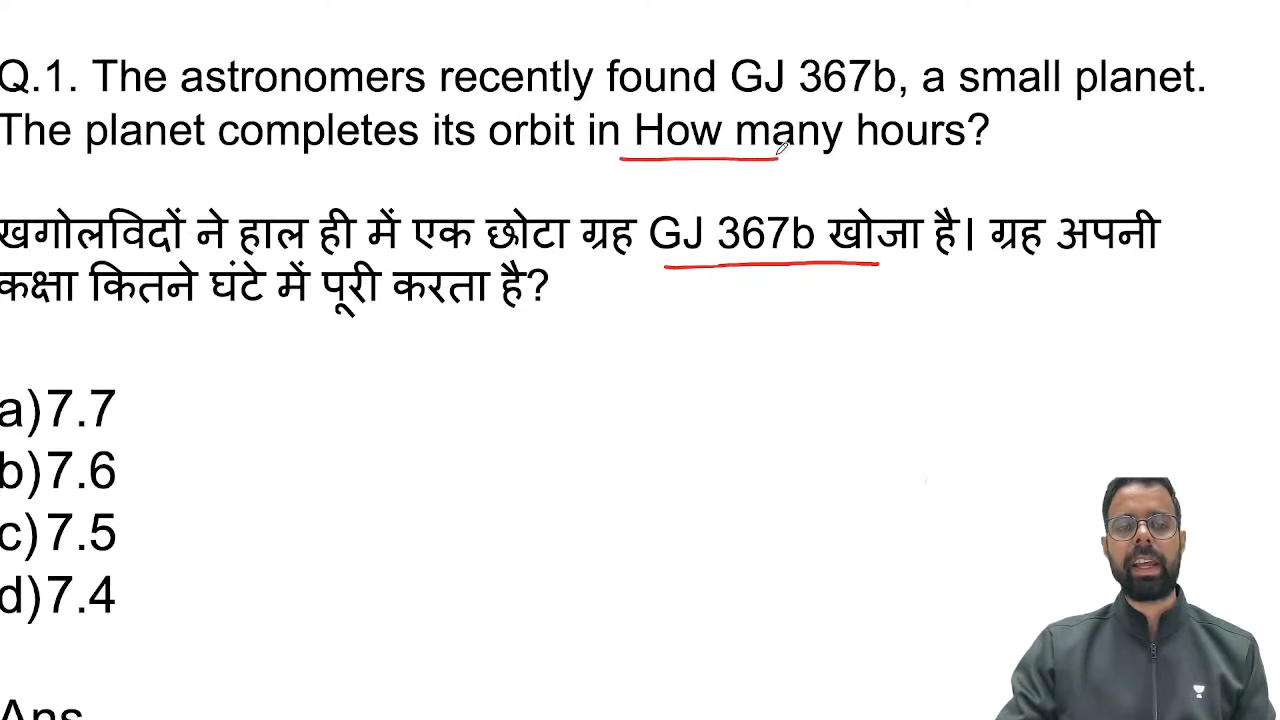 Q.1. The astronomers recently found GJ 367b, a small planet.
The planet completes its orbit in How many hours?
खगोलविदों ने हाल ही में एक छोटा ग्रह GJ 367b खोजा है। ग्रह अपनी
कक्षा कितने घंटे में पूरी करता है?
a)7.7
b)7.6
c)7.5
d)7.4
Ans